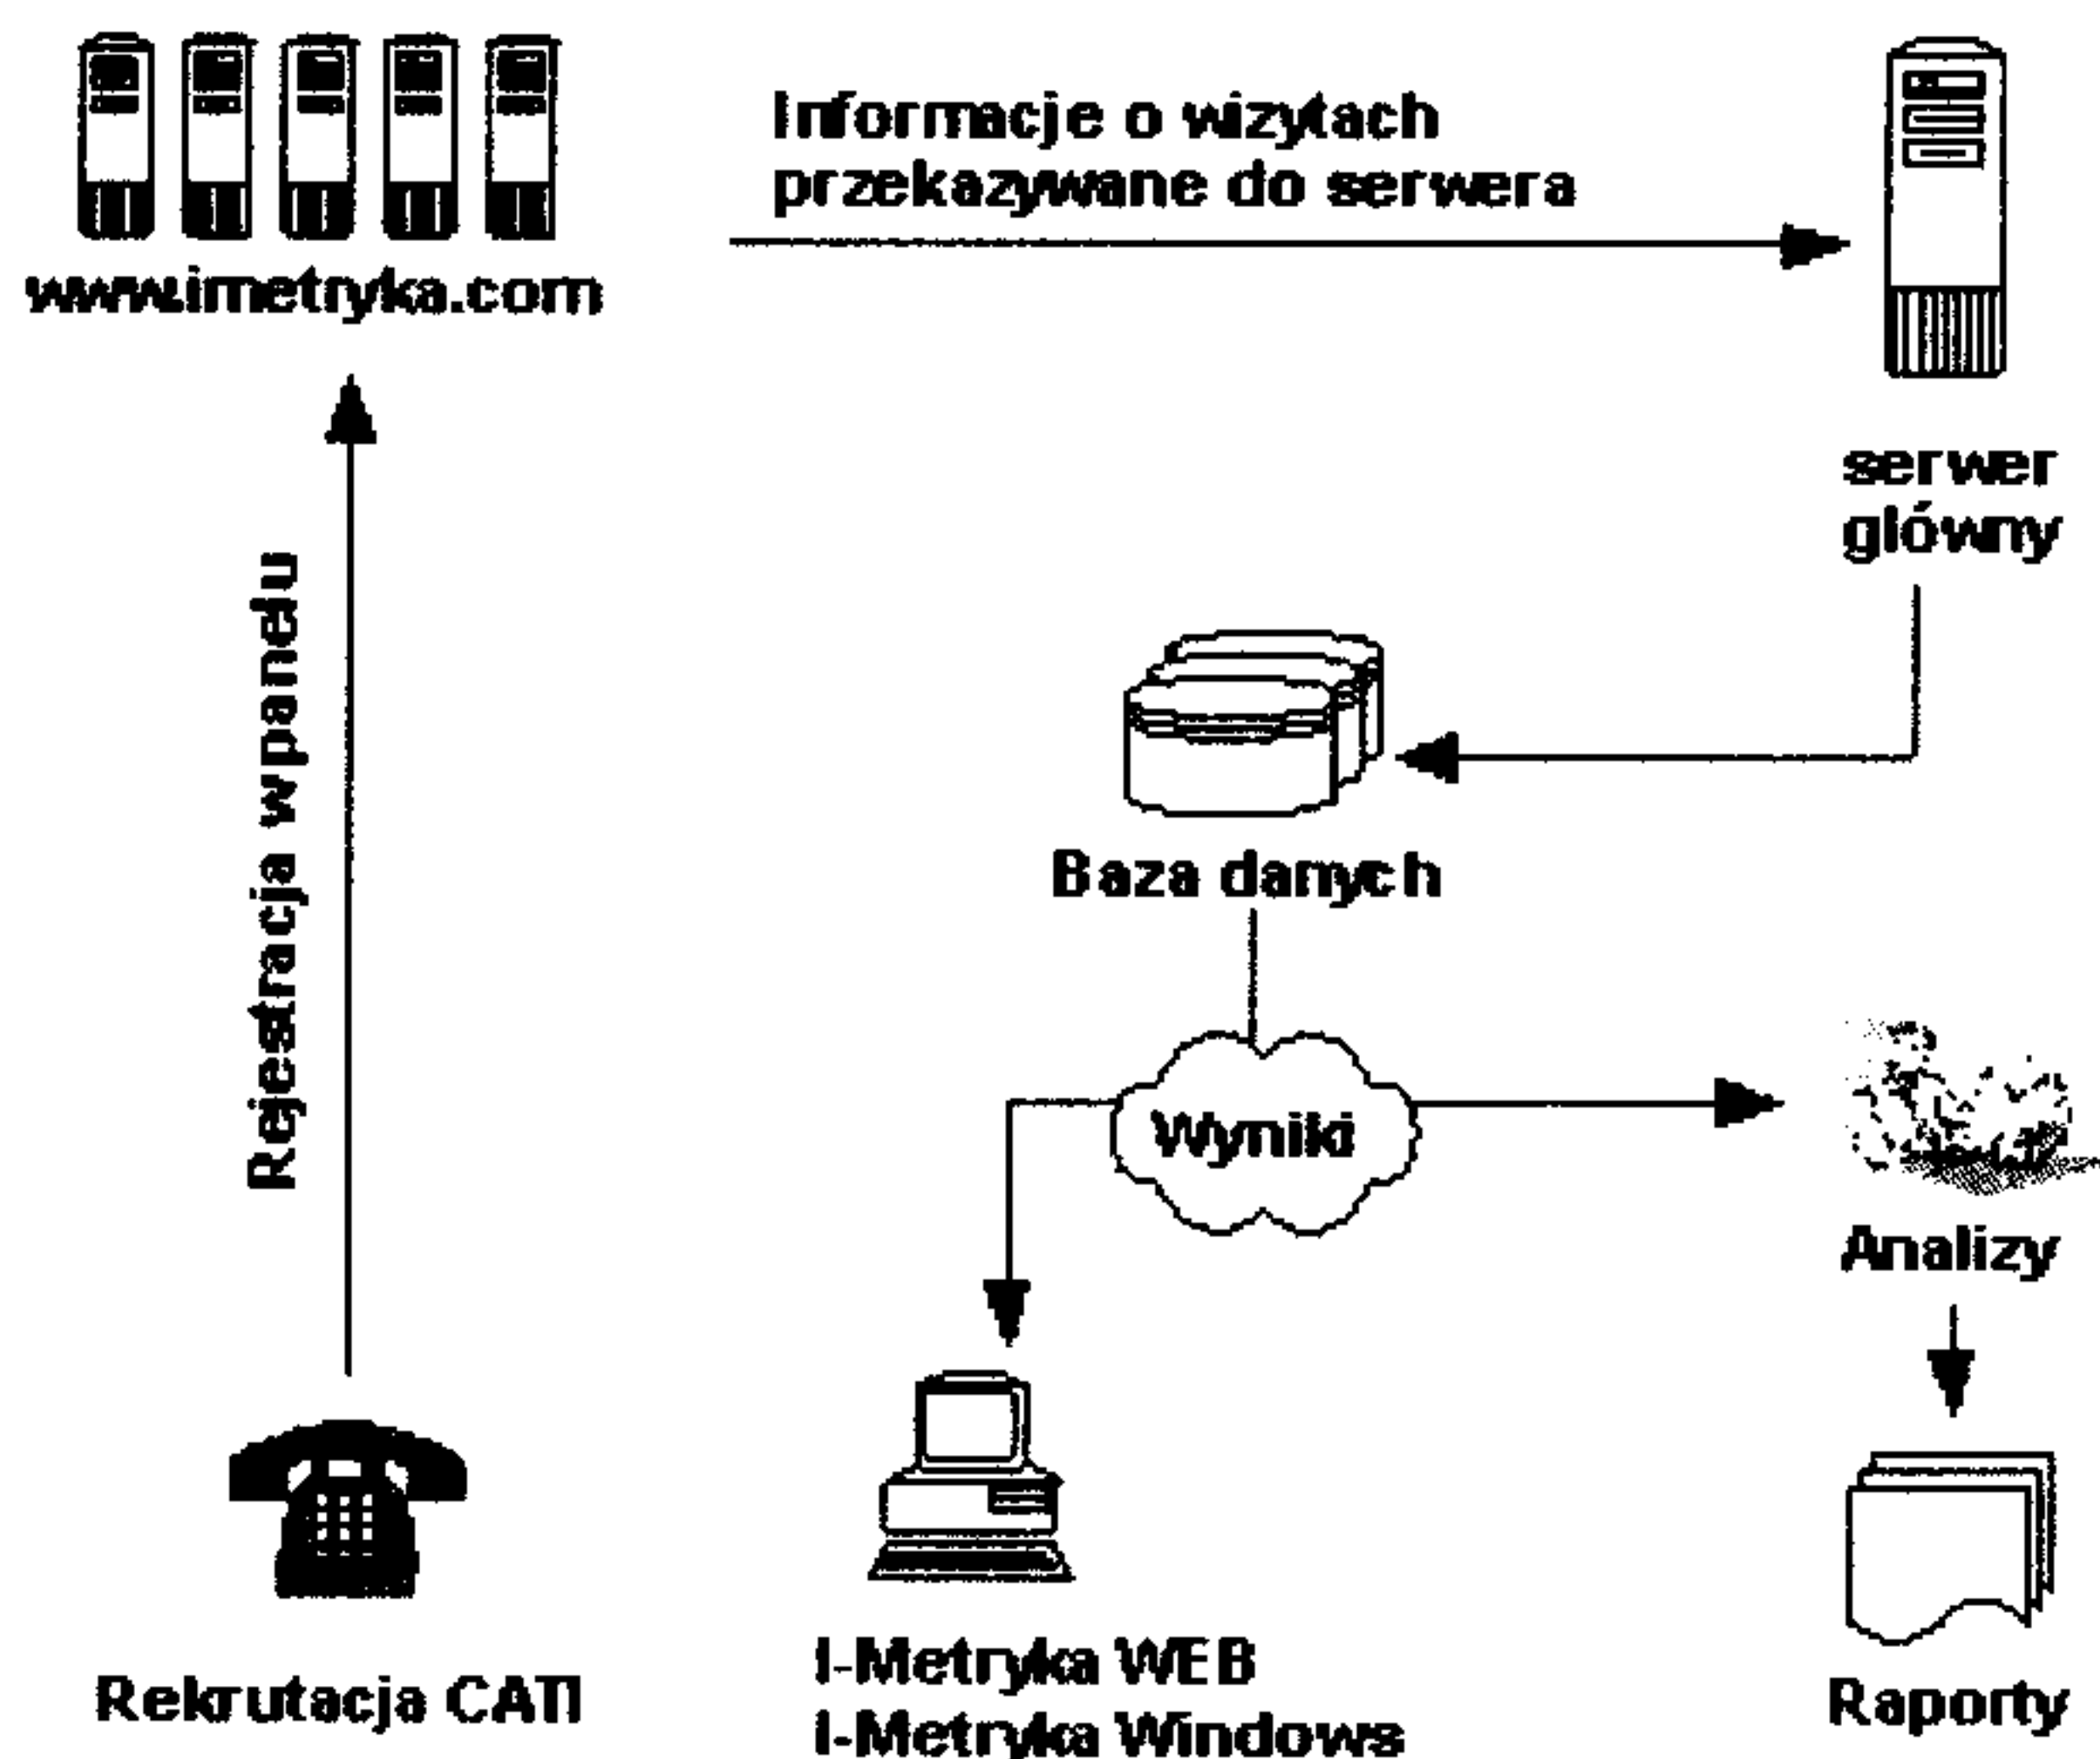 Informacje o wizytach
przekazywane do serwera
www.imetryka.com
serwer
główny
Rejestracja w panelu
Baza danych
Wyniki
Analizy
Rekrutacja CATI
I-Metryka WEB
I-Metryka Windows
Raporty